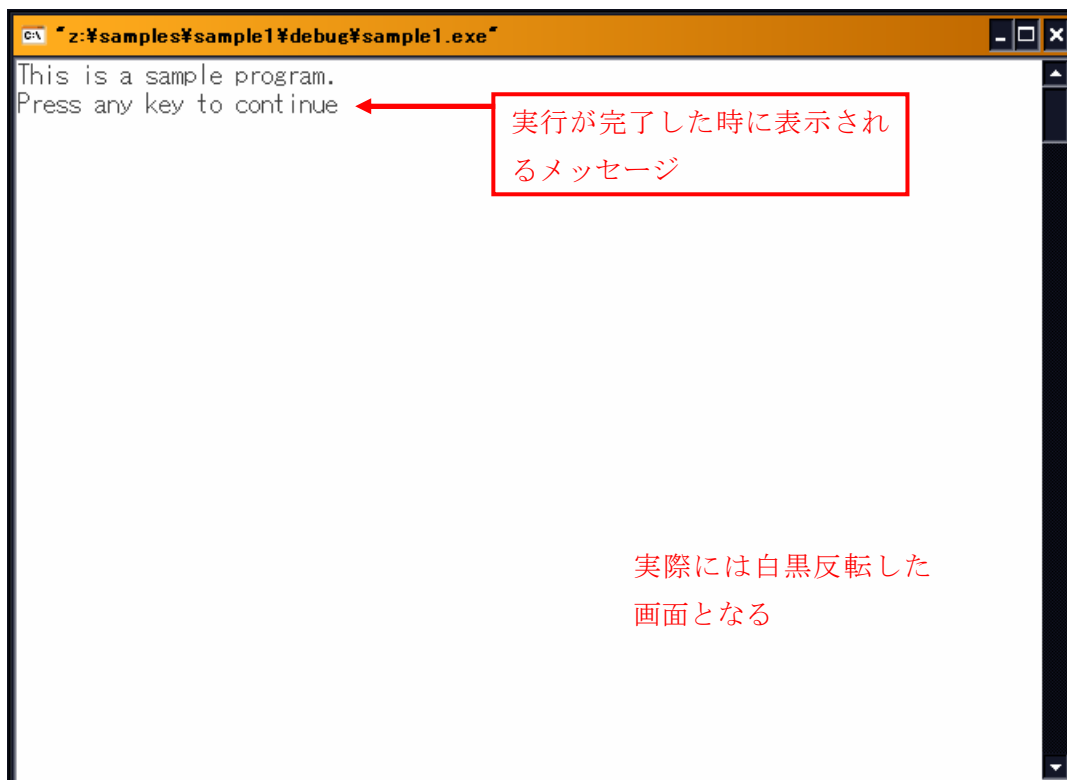 "z:¥samples¥sample1¥debug¥sample1.exe"
This is a sample program.
Press any key to continue
実行が完了した時に表示され
るメッセージ
実際には白黒反転した
画面となる